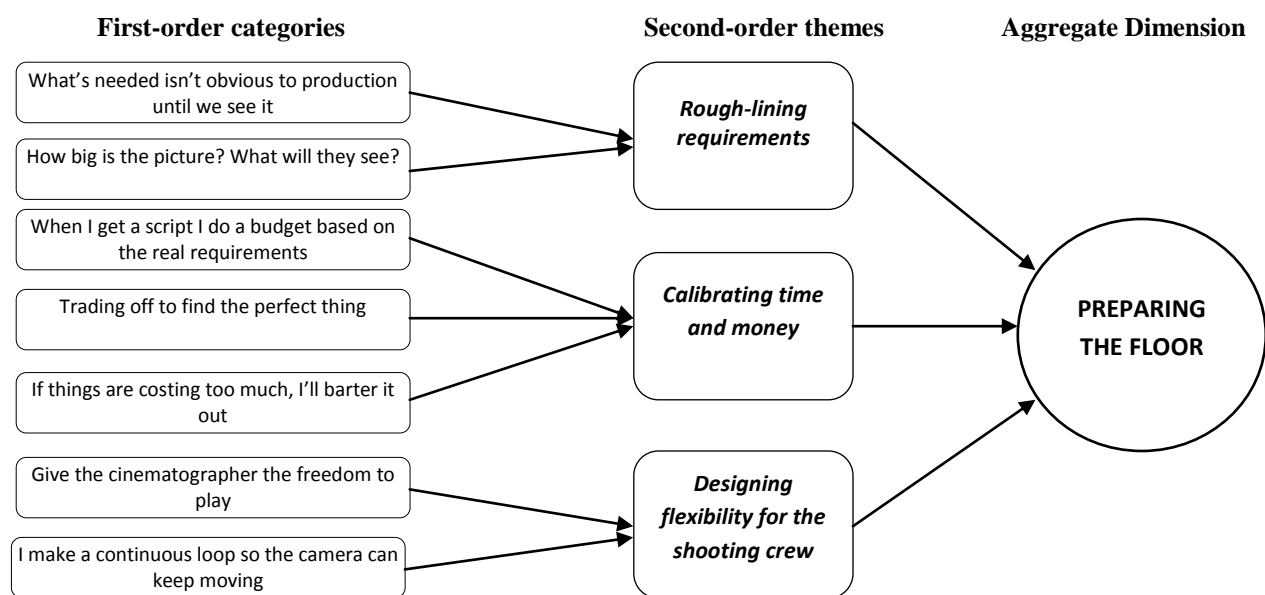 First-order categories
Second-order themes
Aggregate Dimension
What’s needed isn’t obvious to production
until we see it
How big is the picture? What will they see?
When I get a script I do a budget based on
the real requirements
Trading off to find the perfect thing
If things are costing too much, I’ll barter it
out
Give the cinematographer the freedom to
play
I make a continuous loop so the camera can
keep moving
Rough-lining
requirements
Calibrating time
and money
Designing
flexibility for the
shooting crew
PREPARING
THE FLOOR